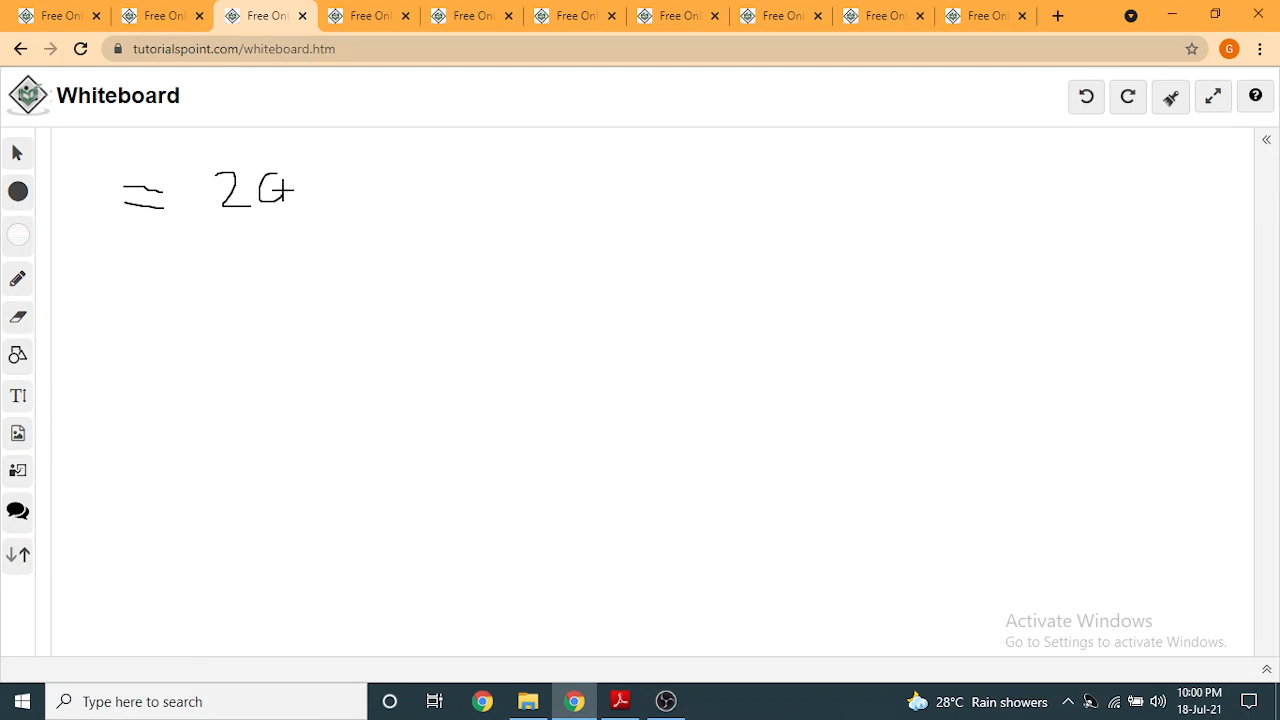 Free Onl Free Onl Free Onl Free Onl Free Onl Free Onl Free Onl Free Onl Free Onl Free Onl
tutorialspoint.com/whiteboard.htm G
Whiteboard
= 2
T
Activate Windows
Go to Settings to activate Windows.
Type here to search 28°C Rain showers 10:00 PM
18-Jul-21